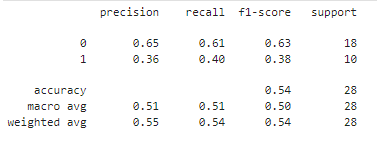 precision recall f1-score support
0 0.65 0.61 0.63 18
1 0.36 0.40 0.38 10
accuracy 0.54 28
macro avg 0.51 0.51 0.50 28
weighted avg 0.55 0.54 0.54 28